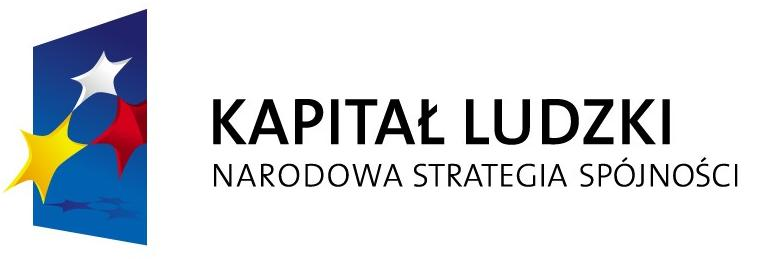 KAPITAŁ LUDZKI
NARODOWA STRATEGIA SPÓJNOŚCI